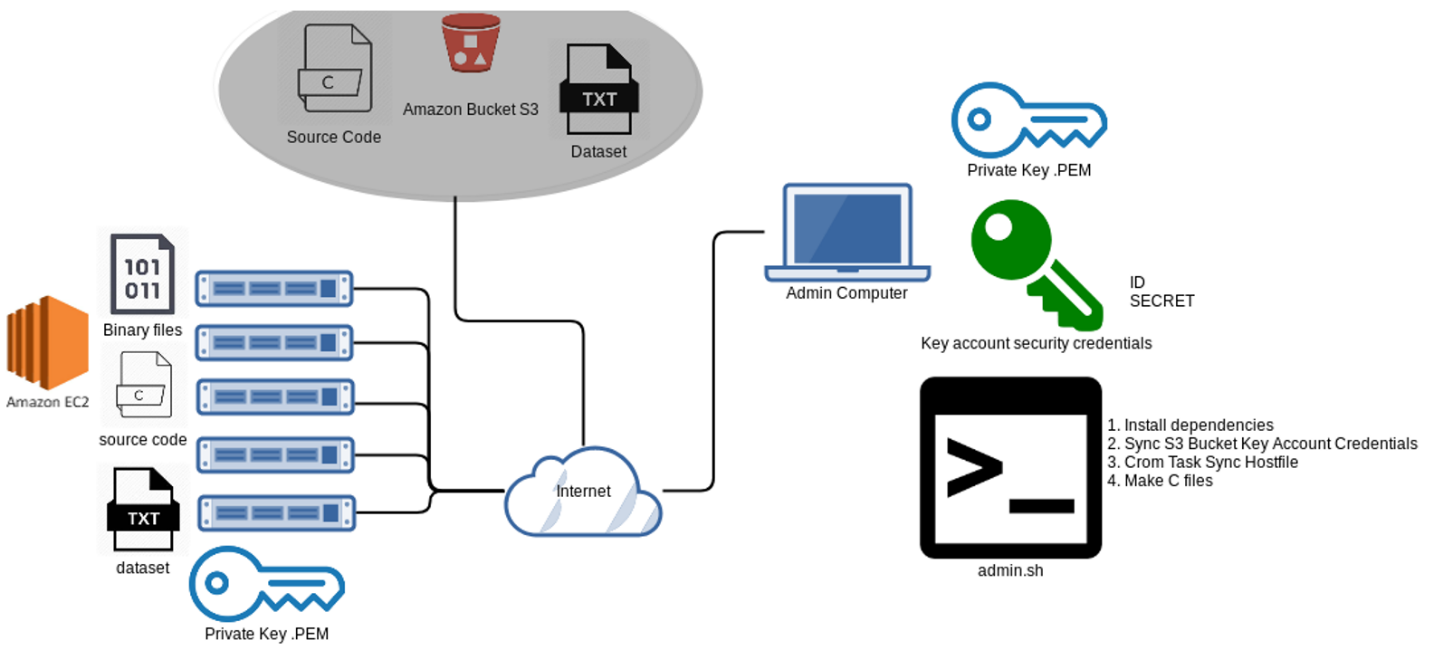 C
Source Code
Amazon Bucket S3
TXT
Dataset
Private Key .PEM
Admin Computer
ID
SECRET
Key account security credentials
101
011
Binary files
Amazon EC2
C
source code
TXT
dataset
Private Key .PEM
Internet
>_
1. Install dependencies
2. Sync S3 Bucket Key Account Credentials
3. Crom Task Sync Hostfile
4. Make C files
admin.sh